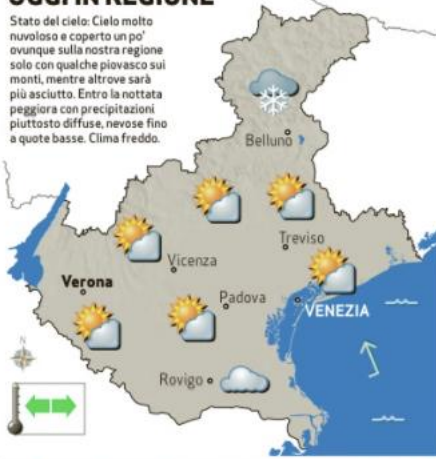 OGGI IN REGIONE
Stato del cielo: Cielo molto
nuvoloso e coperto un po'
ovunque sulla nostra regione
solo con qualche piovasco sui
monti, mentre altrove sarà
più asciutto. Entro la nottata
peggiora con precipitazioni
piuttosto diffuse, nevose fino
a quote basse. Clima freddo.
Belluno
Treviso
Vicenza
Verona
Padova
VENEZIA
N
Rovigo